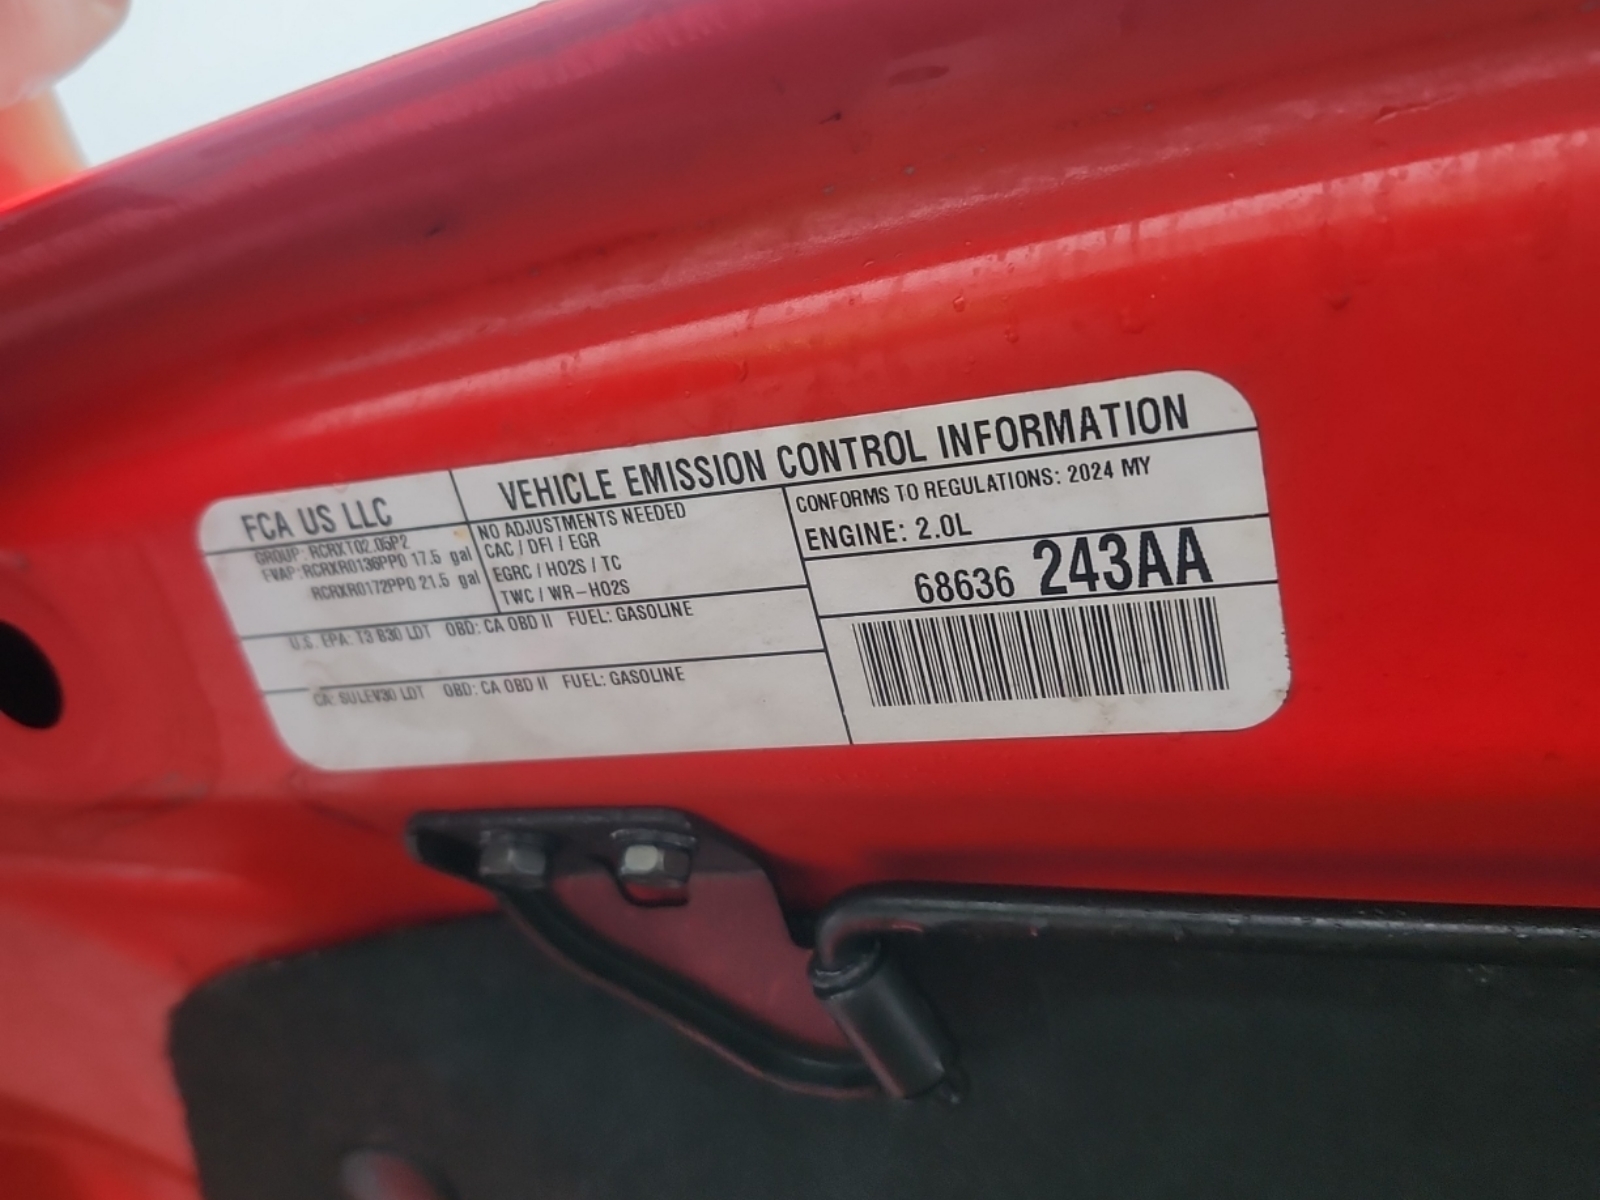 FCA US LLC
VEHICLE EMISSION CONTROL INFORMATION
GROUP: RCRXT02.05P2
EVAP: RCRXR0136PP0 17.5 gal
RCRXR0172PP0 21.5 gal
NO ADJUSTMENTS NEEDED
CAC / DFI / EGR
EGRC / HO2S / TC
TWC / WR-HO2S
CONFORMS TO REGULATIONS: 2024 MY
ENGINE: 2.0L
68636 243AA
U.S. EPA: T3 B30 LDT OBD: CA OBD II FUEL: GASOLINE
CA: SULEV30 LDT OBD: CA OBD II FUEL: GASOLINE